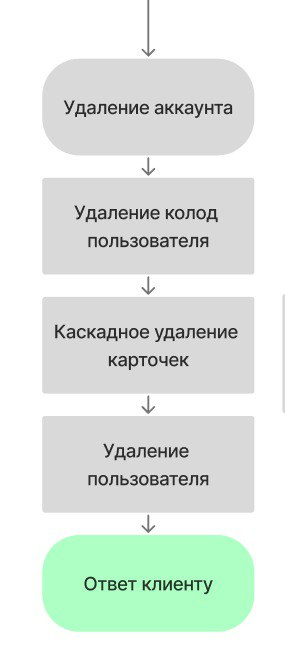 Удаление аккаунта
Удаление колод
пользователя
Каскадное удаление
карточек
Удаление
пользователя
Ответ клиенту